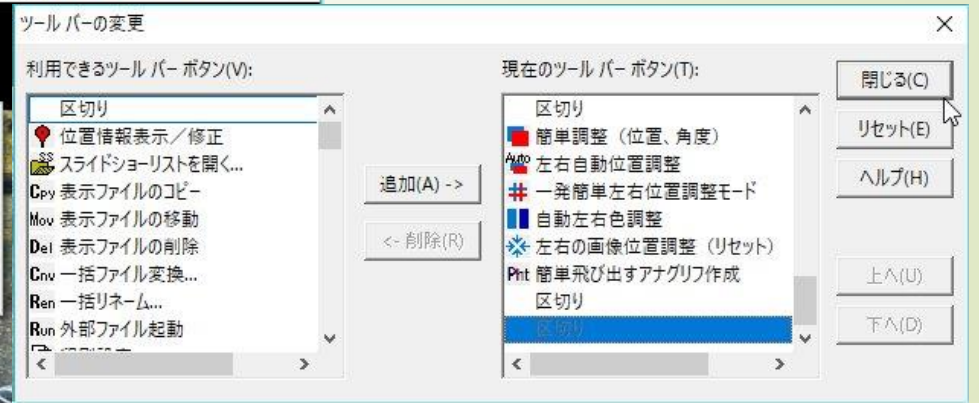 ツール バーの変更
利用できるツール バー ボタン(V):
区切り
位置情報表示／修正
スライドショーリストを開く...
Cpy 表示ファイルのコピー
Mov 表示ファイルの移動
Del 表示ファイルの削除
Cnv 一括ファイル変換...
Ren 一括リネーム...
Run 外部ファイル起動
追加(A) ->
<- 削除(R)
現在のツール バー ボタン(T):
区切り
簡単調整（位置、角度）
Auto 左右自動位置調整
一発簡単左右位置調整モード
自動左右色調整
左右の画像位置調整（リセット）
Pht 簡単飛び出すアナグリフ作成
区切り
区切り
閉じる(C)
リセット(E)
ヘルプ(H)
上へ(U)
下へ(D)